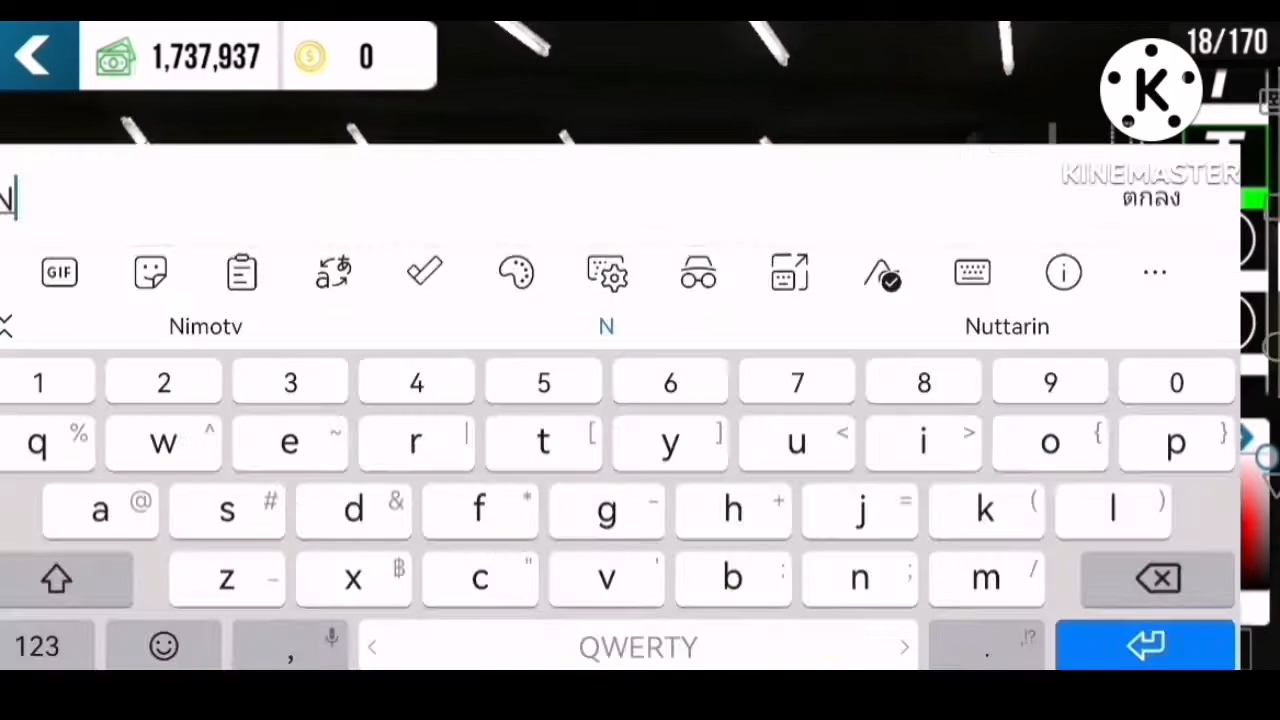 1,737,937 0 18/170
K
KINEMASTER
N
ตกลง
GIF
Nimotv N Nuttarin
1 2 3 4 5 6 7 8 9 0
q % w ^ e ~ r | t [ y ] u < i > o { p }
a @ s # d & f * g - h + j = k ( l )
z _ x ฿ c " v ' b : n ; m /
123 , < QWERTY > . ,!?